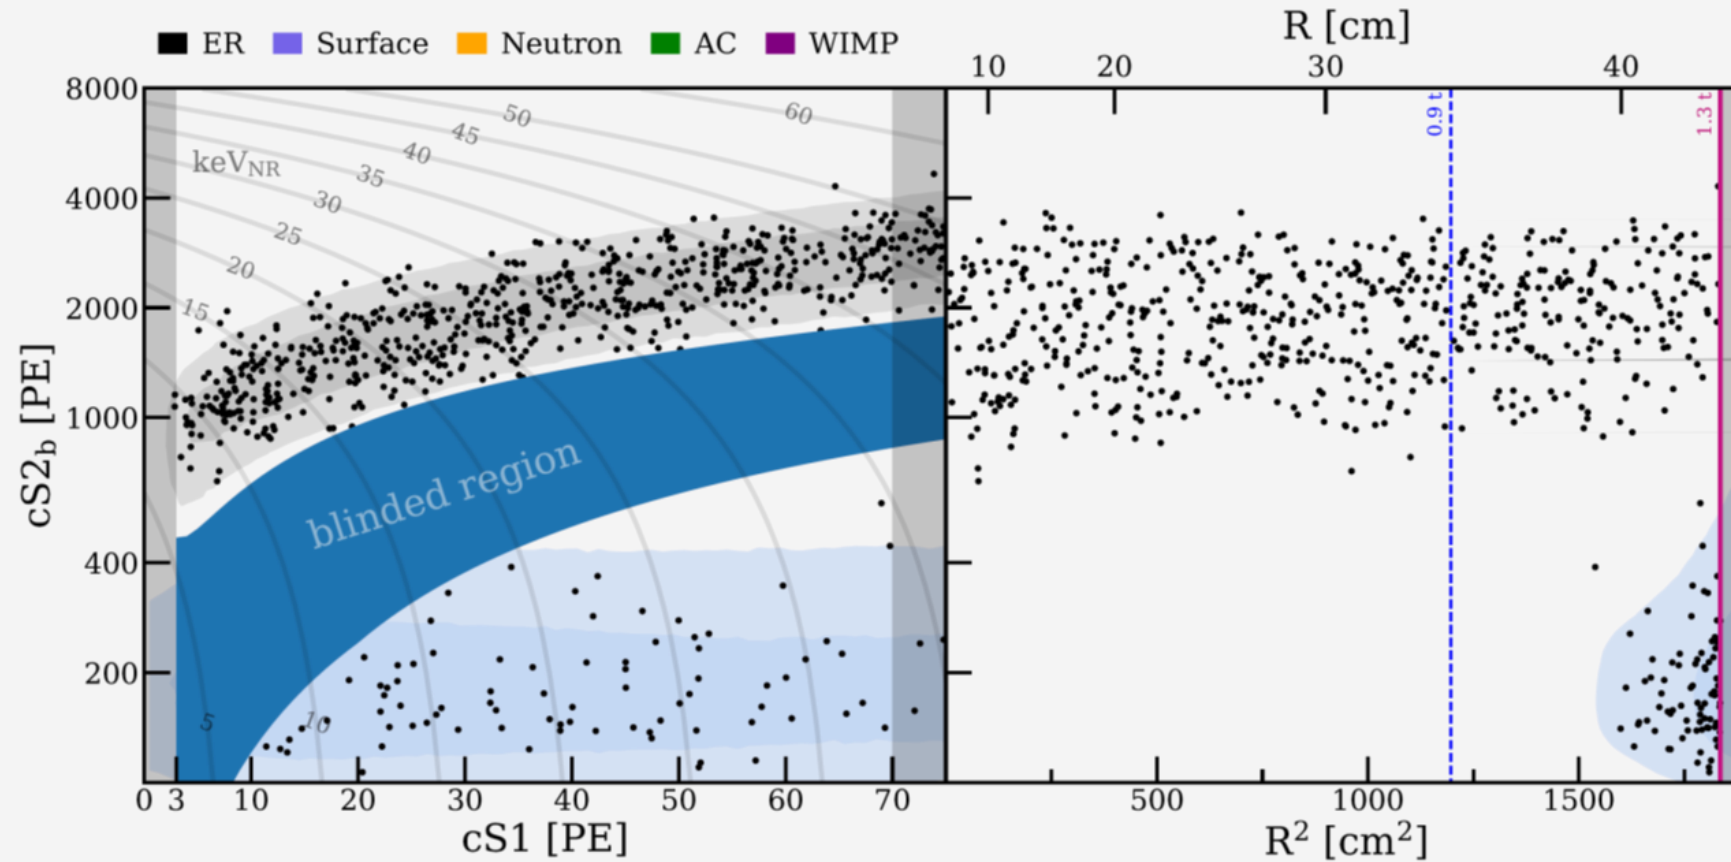 ER Surface Neutron AC WIMP
R [cm]
10 20 30 40
8000
4000
2000
1000
400
200
cS2b [PE]
keVNR
50
60
45
40
35
30
25
20
15
5
10
blinded region
0.9 t
1.3 t
0 3 10 20 30 40 50 60 70
cS1 [PE]
500 1000 1500
R² [cm²]